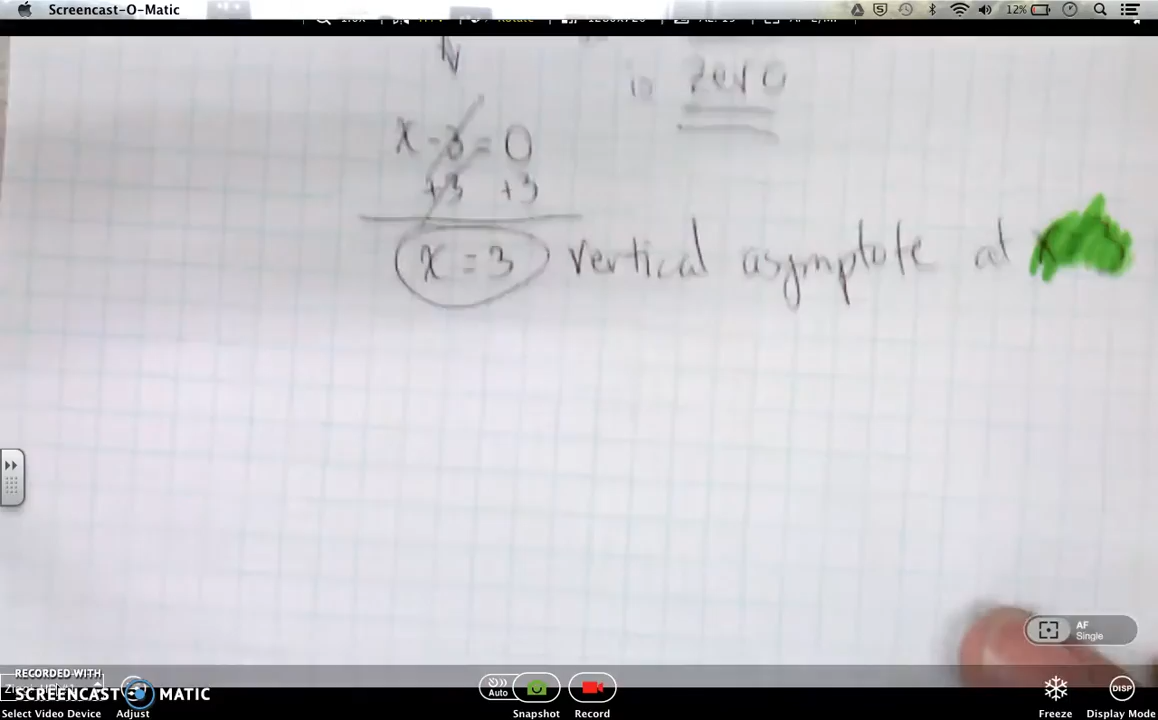 Screencast-O-Matic
12%
is zero
x - 3 = 0
+3 +3
x = 3 vertical asymptote at
AF
Single
RECORDED WITH
SCREENCAST MATIC
Select Video Device
Adjust
Auto
Snapshot
Record
Freeze
DISP
Display Mode